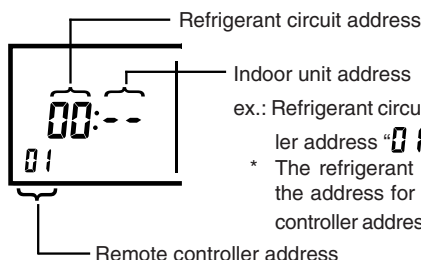 Refrigerant circuit address
Indoor unit address
ex.: Refrigerant circu
00:--
ler address "01
01
* The refrigerant
the address for
controller addres
Remote controller address